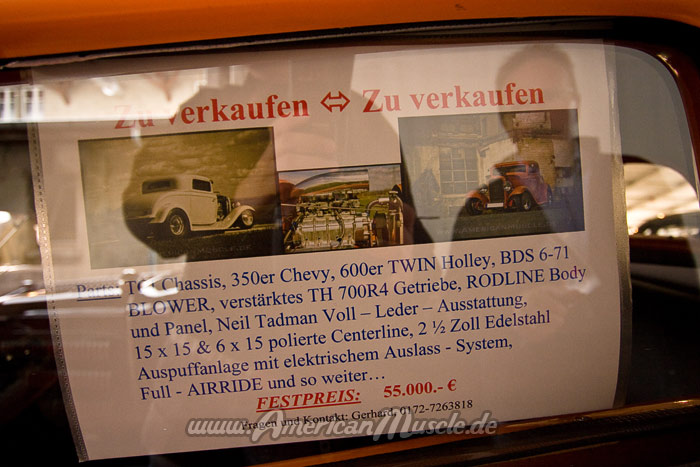 Zu verkaufen ⇔ Zu verkaufen
Parts: TCI Chassis, 350er Chevy, 600er TWIN Holley, BDS 6-71
BLOWER, verstärktes TH 700R4 Getriebe, RODLINE Body
und Panel, Neil Tadman Voll – Leder – Ausstattung,
15 x 15 & 6 x 15 polierte Centerline, 2 ½ Zoll Edelstahl
Auspuffanlage mit elektrischem Auslass - System,
Full - AIRRIDE und so weiter…
FESTPREIS: 55.000.- €
Fragen und Kontakt: Gerhard, 0172-7263818
www.AmericanMuscle.de